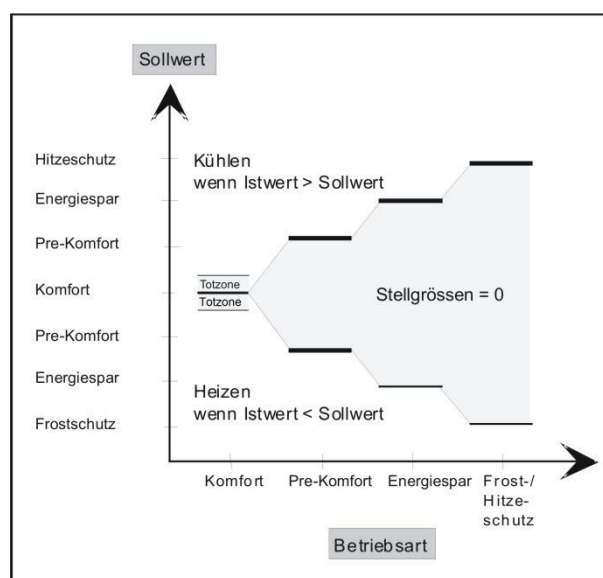 Sollwert
Hitzeschutz
Energiespar
Pre-Komfort
Komfort
Pre-Komfort
Energiespar
Frostschutz
Kühlen
wenn Istwert > Sollwert
Totzone
Totzone
Stellgrössen = 0
Heizen
wenn Istwert < Sollwert
Komfort
Pre-Komfort
Energiespar
Frost-/
Hitze-
schutz
Betriebsart